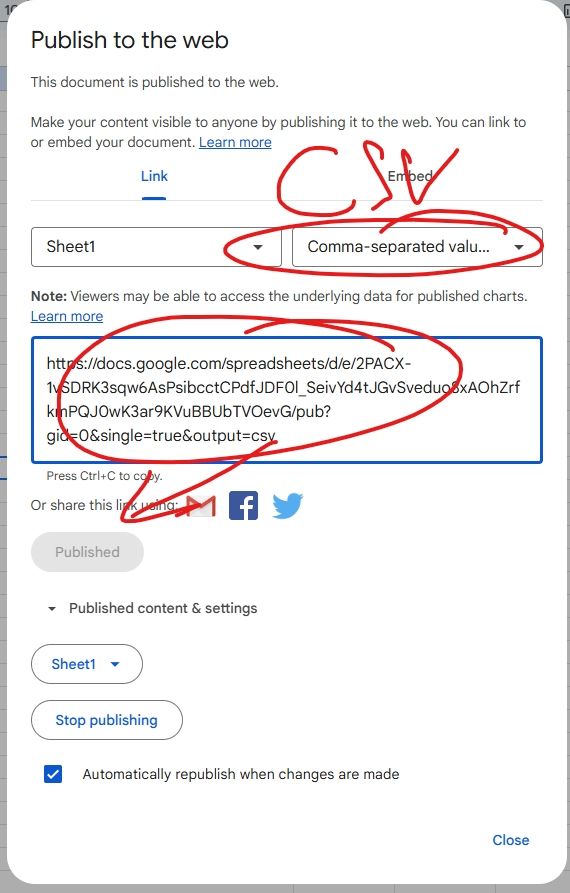 10
Publish to the web
This document is published to the web.
Make your content visible to anyone by publishing it to the web. You can link to
or embed your document. Learn more
Link Embed
CSV
Sheet1 Comma-separated valu...
Note: Viewers may be able to access the underlying data for published charts.
Learn more
https://docs.google.com/spreadsheets/d/e/2PACX-
gid=0&single=true&output=csv
Press Ctrl+C to copy.
Or share this link using:
Published
Published content & settings
Sheet1
Stop publishing
Automatically republish when changes are made
Close